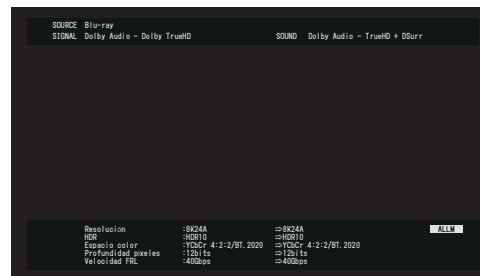 SOURCE Blu-ray
SIGNAL Dolby Audio - Dolby TrueHD SOUND Dolby Audio - TrueHD + DSurr
Resolución :8K24A ⇒8K24A ALLM
HDR :HDR10 ⇒HDR10
Espacio color :YCbCr 4:2:2/BT.2020 ⇒YCbCr 4:2:2/BT.2020
Profundidad píxeles :12bits ⇒12bits
Velocidad FRL :40Gbps ⇒40Gbps